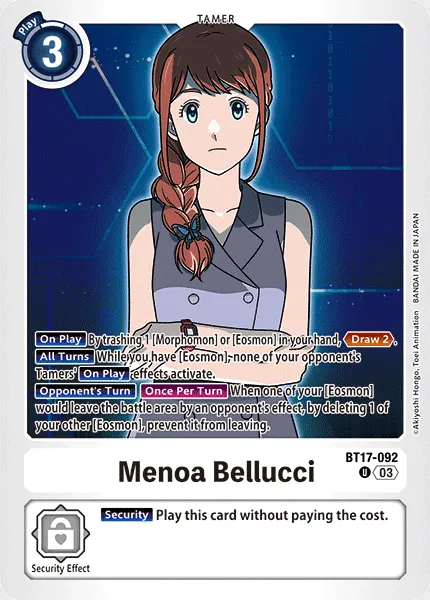 TAMER
Play
3
On Play By trashing 1 [Morphomon] or [Eosmon] in your hand, Draw 2.
All Turns While you have [Eosmon], none of your opponent's
Tamers' On Play effects activate.
Opponent's Turn Once Per Turn When one of your [Eosmon]
would leave the battle area by an opponent's effect, by deleting 1 of
your other [Eosmon], prevent it from leaving.
©Akiyoshi Hongo, Toei Animation BANDAI MADE IN JAPAN
Menoa Bellucci
BT17-092
U 03
Security Play this card without paying the cost.
Security Effect